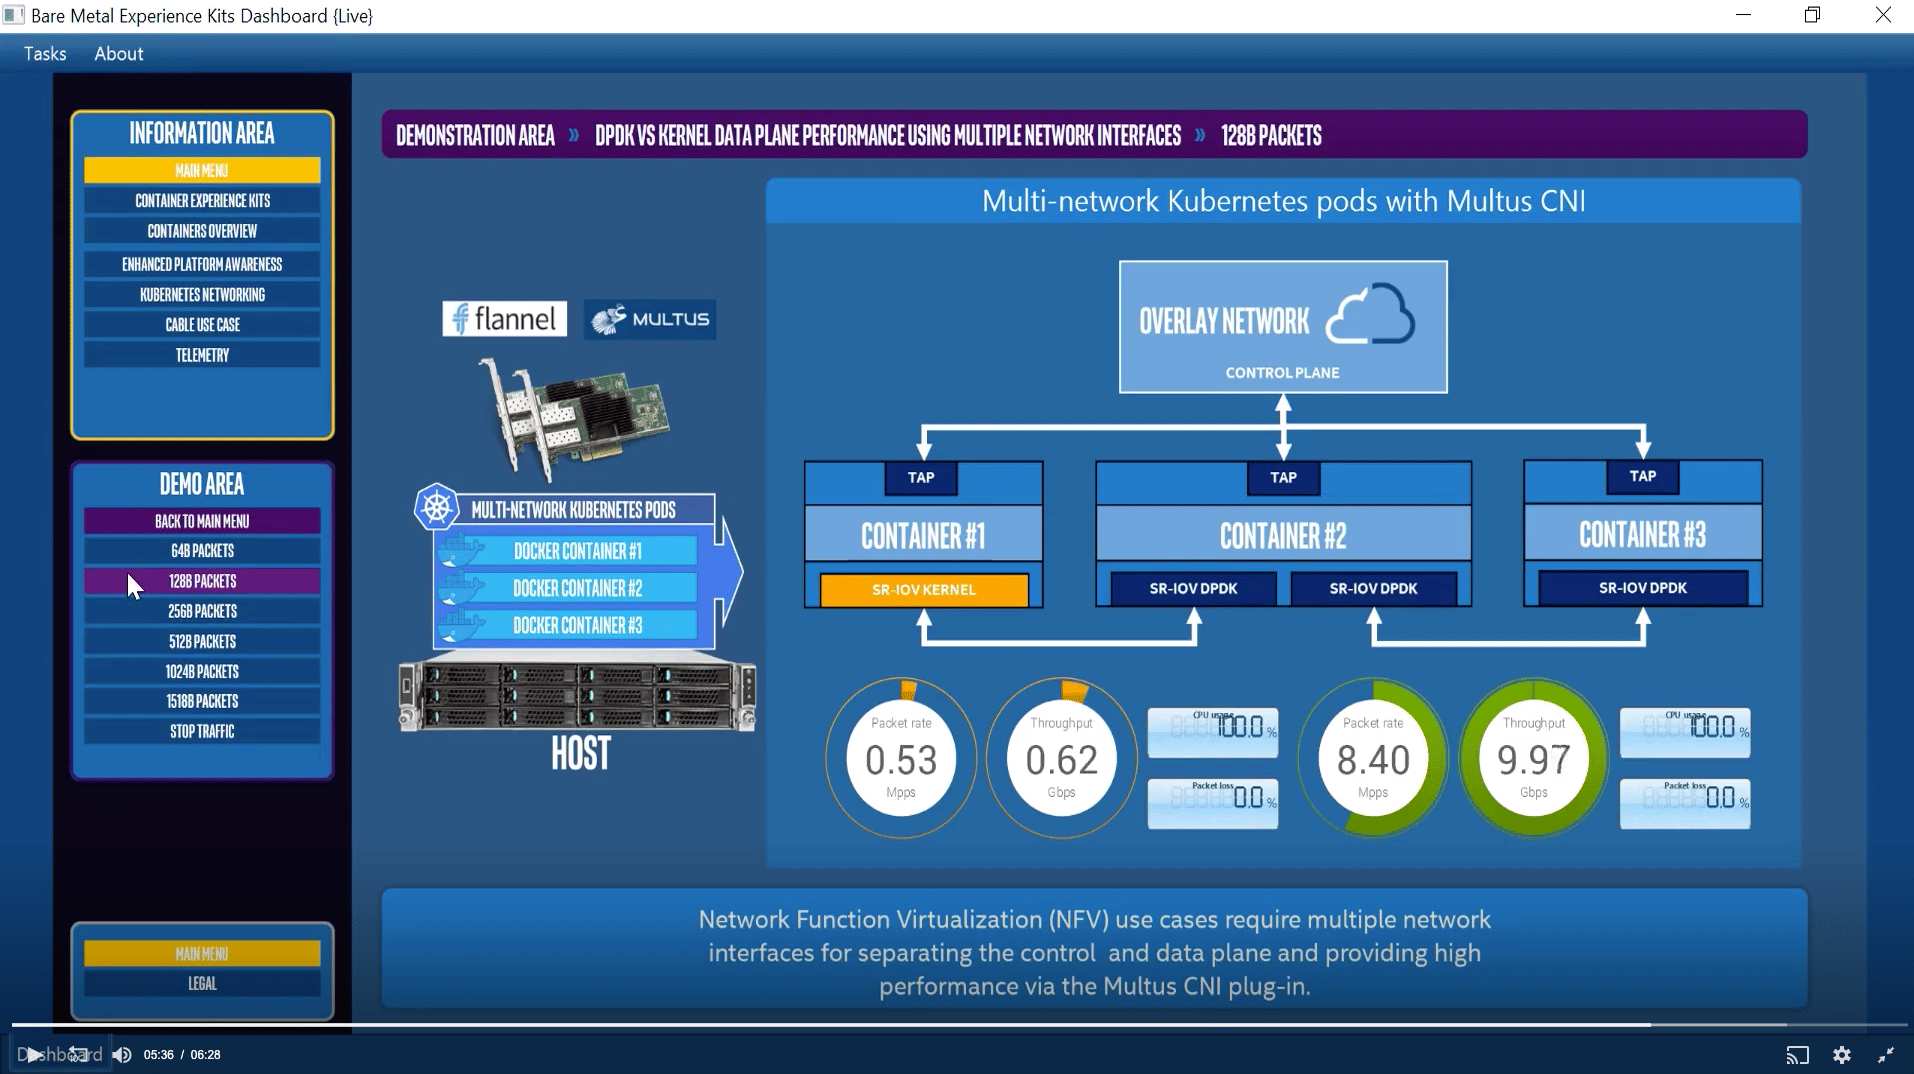 Bare Metal Experience Kits Dashboard {Live}
Tasks About
INFORMATION AREA
MAIN MENU
CONTAINER EXPERIENCE KITS
CONTAINERS OVERVIEW
ENHANCED PLATFORM AWARENESS
KUBERNETES NETWORKING
CABLE USE CASE
TELEMETRY
DEMO AREA
BACK TO MAIN MENU
64B PACKETS
128B PACKETS
256B PACKETS
512B PACKETS
1024B PACKETS
1518B PACKETS
STOP TRAFFIC
MAIN MENU
LEGAL
DEMONSTRATION AREA » DPDK VS KERNEL DATA PLANE PERFORMANCE USING MULTIPLE NETWORK INTERFACES » 128B PACKETS
flannel MULTUS
MULTI-NETWORK KUBERNETES PODS
DOCKER CONTAINER #1
DOCKER CONTAINER #2
DOCKER CONTAINER #3
HOST
Multi-network Kubernetes pods with Multus CNI
OVERLAY NETWORK
CONTROL PLANE
TAP TAP TAP
CONTAINER #1 CONTAINER #2 CONTAINER #3
SR-IOV KERNEL SR-IOV DPDK SR-IOV DPDK SR-IOV DPDK
Packet rate
0.53
Mpps
Throughput
0.62
Gbps
CPU usage
100.0 %
Packet loss
0.0 %
Packet rate
8.40
Mpps
Throughput
9.97
Gbps
CPU usage
100.0 %
Packet loss
0.0 %
Network Function Virtualization (NFV) use cases require multiple network
interfaces for separating the control and data plane and providing high
performance via the Multus CNI plug-in.
Dashboard 10 05:36 / 06:28